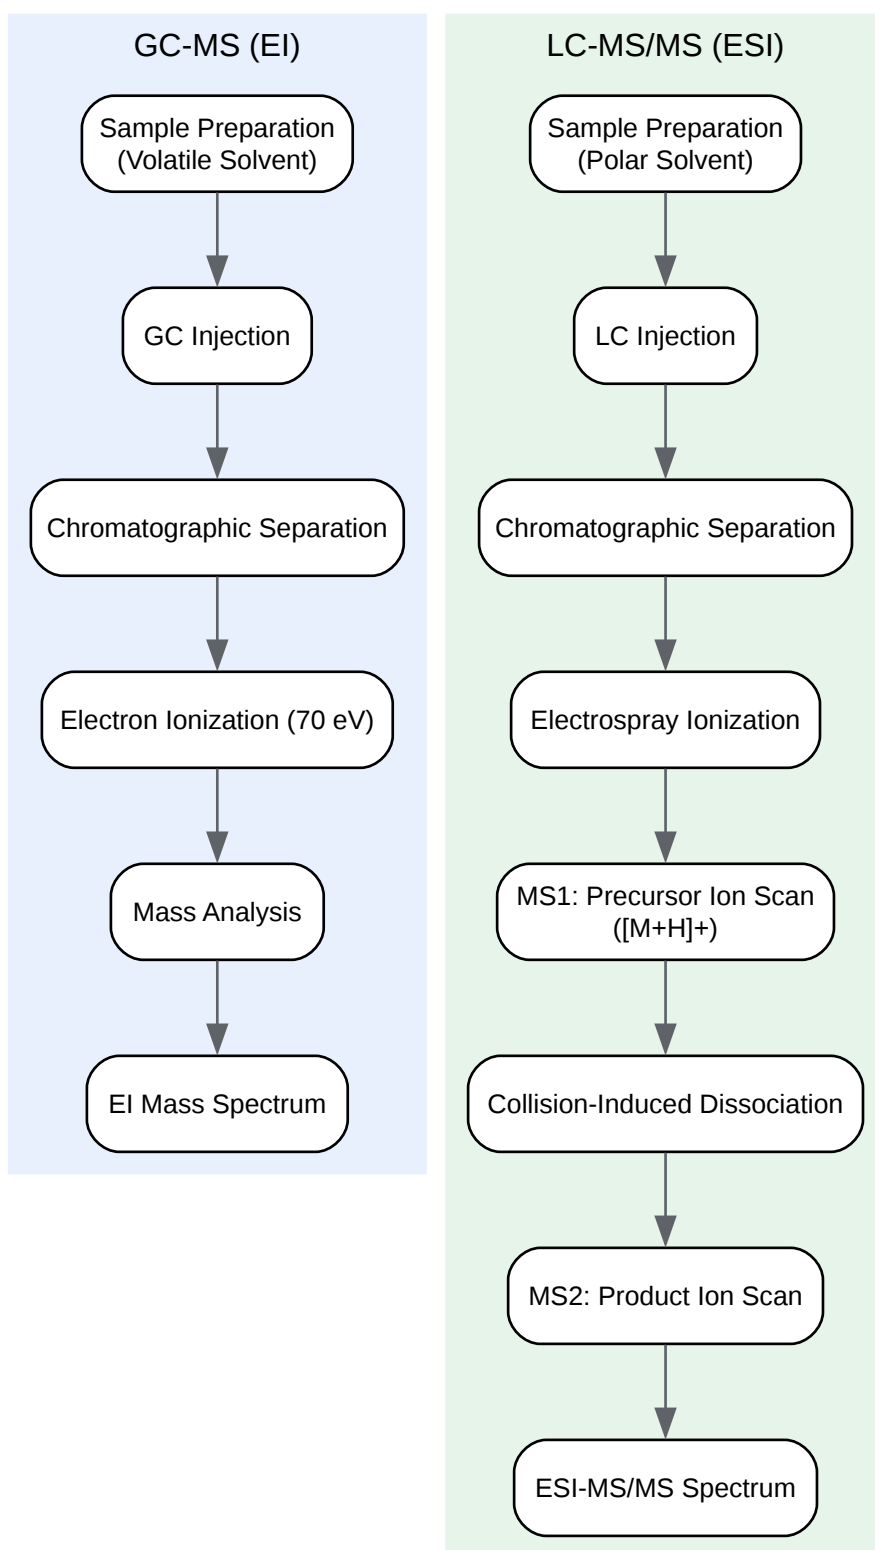 GC-MS (EI)
Sample Preparation
(Volatile Solvent)
GC Injection
Chromatographic Separation
Electron Ionization (70 eV)
Mass Analysis
EI Mass Spectrum
LC-MS/MS (ESI)
Sample Preparation
(Polar Solvent)
LC Injection
Chromatographic Separation
Electrospray Ionization
MS1: Precursor Ion Scan
([M+H]+)
Collision-Induced Dissociation
MS2: Product Ion Scan
ESI-MS/MS Spectrum